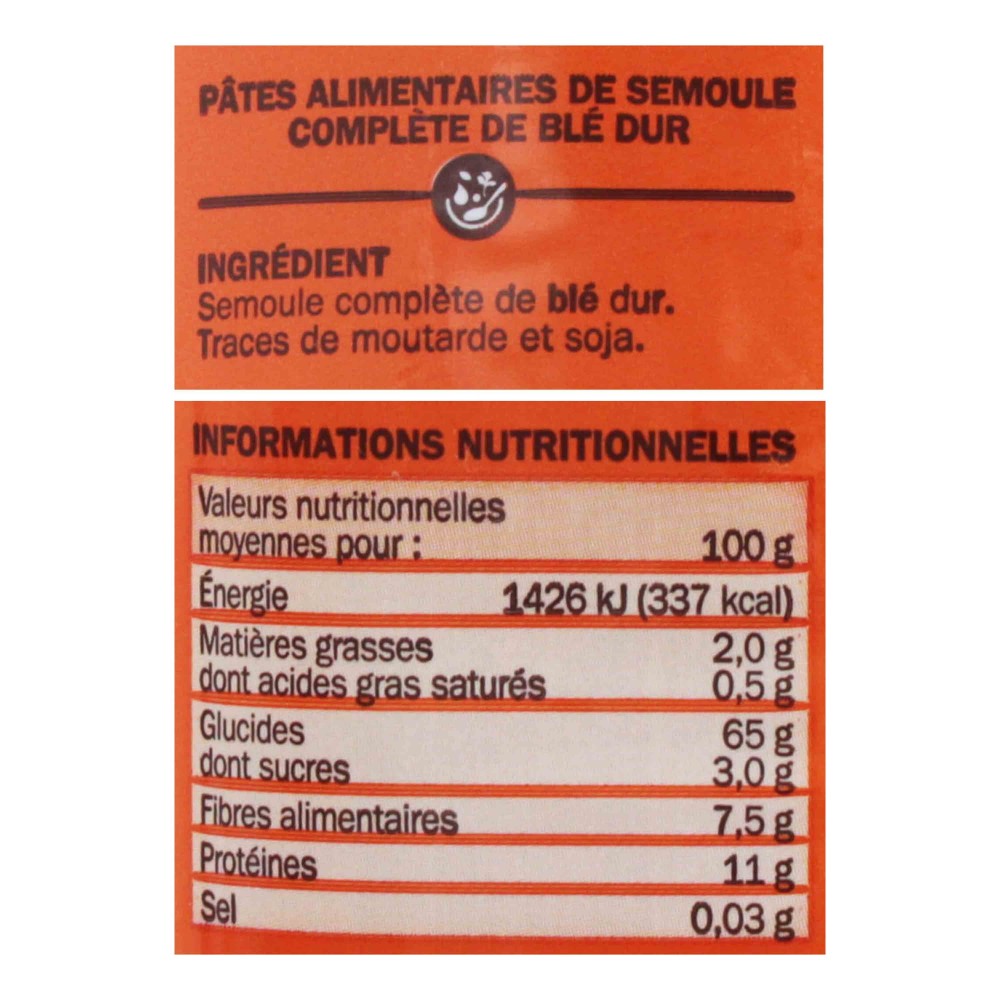 PÂTES ALIMENTAIRES DE SEMOULE
COMPLÈTE DE BLÉ DUR
INGRÉDIENT
Semoule complète de blé dur.
Traces de moutarde et soja.
INFORMATIONS NUTRITIONNELLES
Valeurs nutritionnelles
moyennes pour : 100 g
Énergie 1426 kJ (337 kcal)
Matières grasses 2,0 g
dont acides gras saturés 0,5 g
Glucides 65 g
dont sucres 3,0 g
Fibres alimentaires 7,5 g
Protéines 11 g
Sel 0,03 g